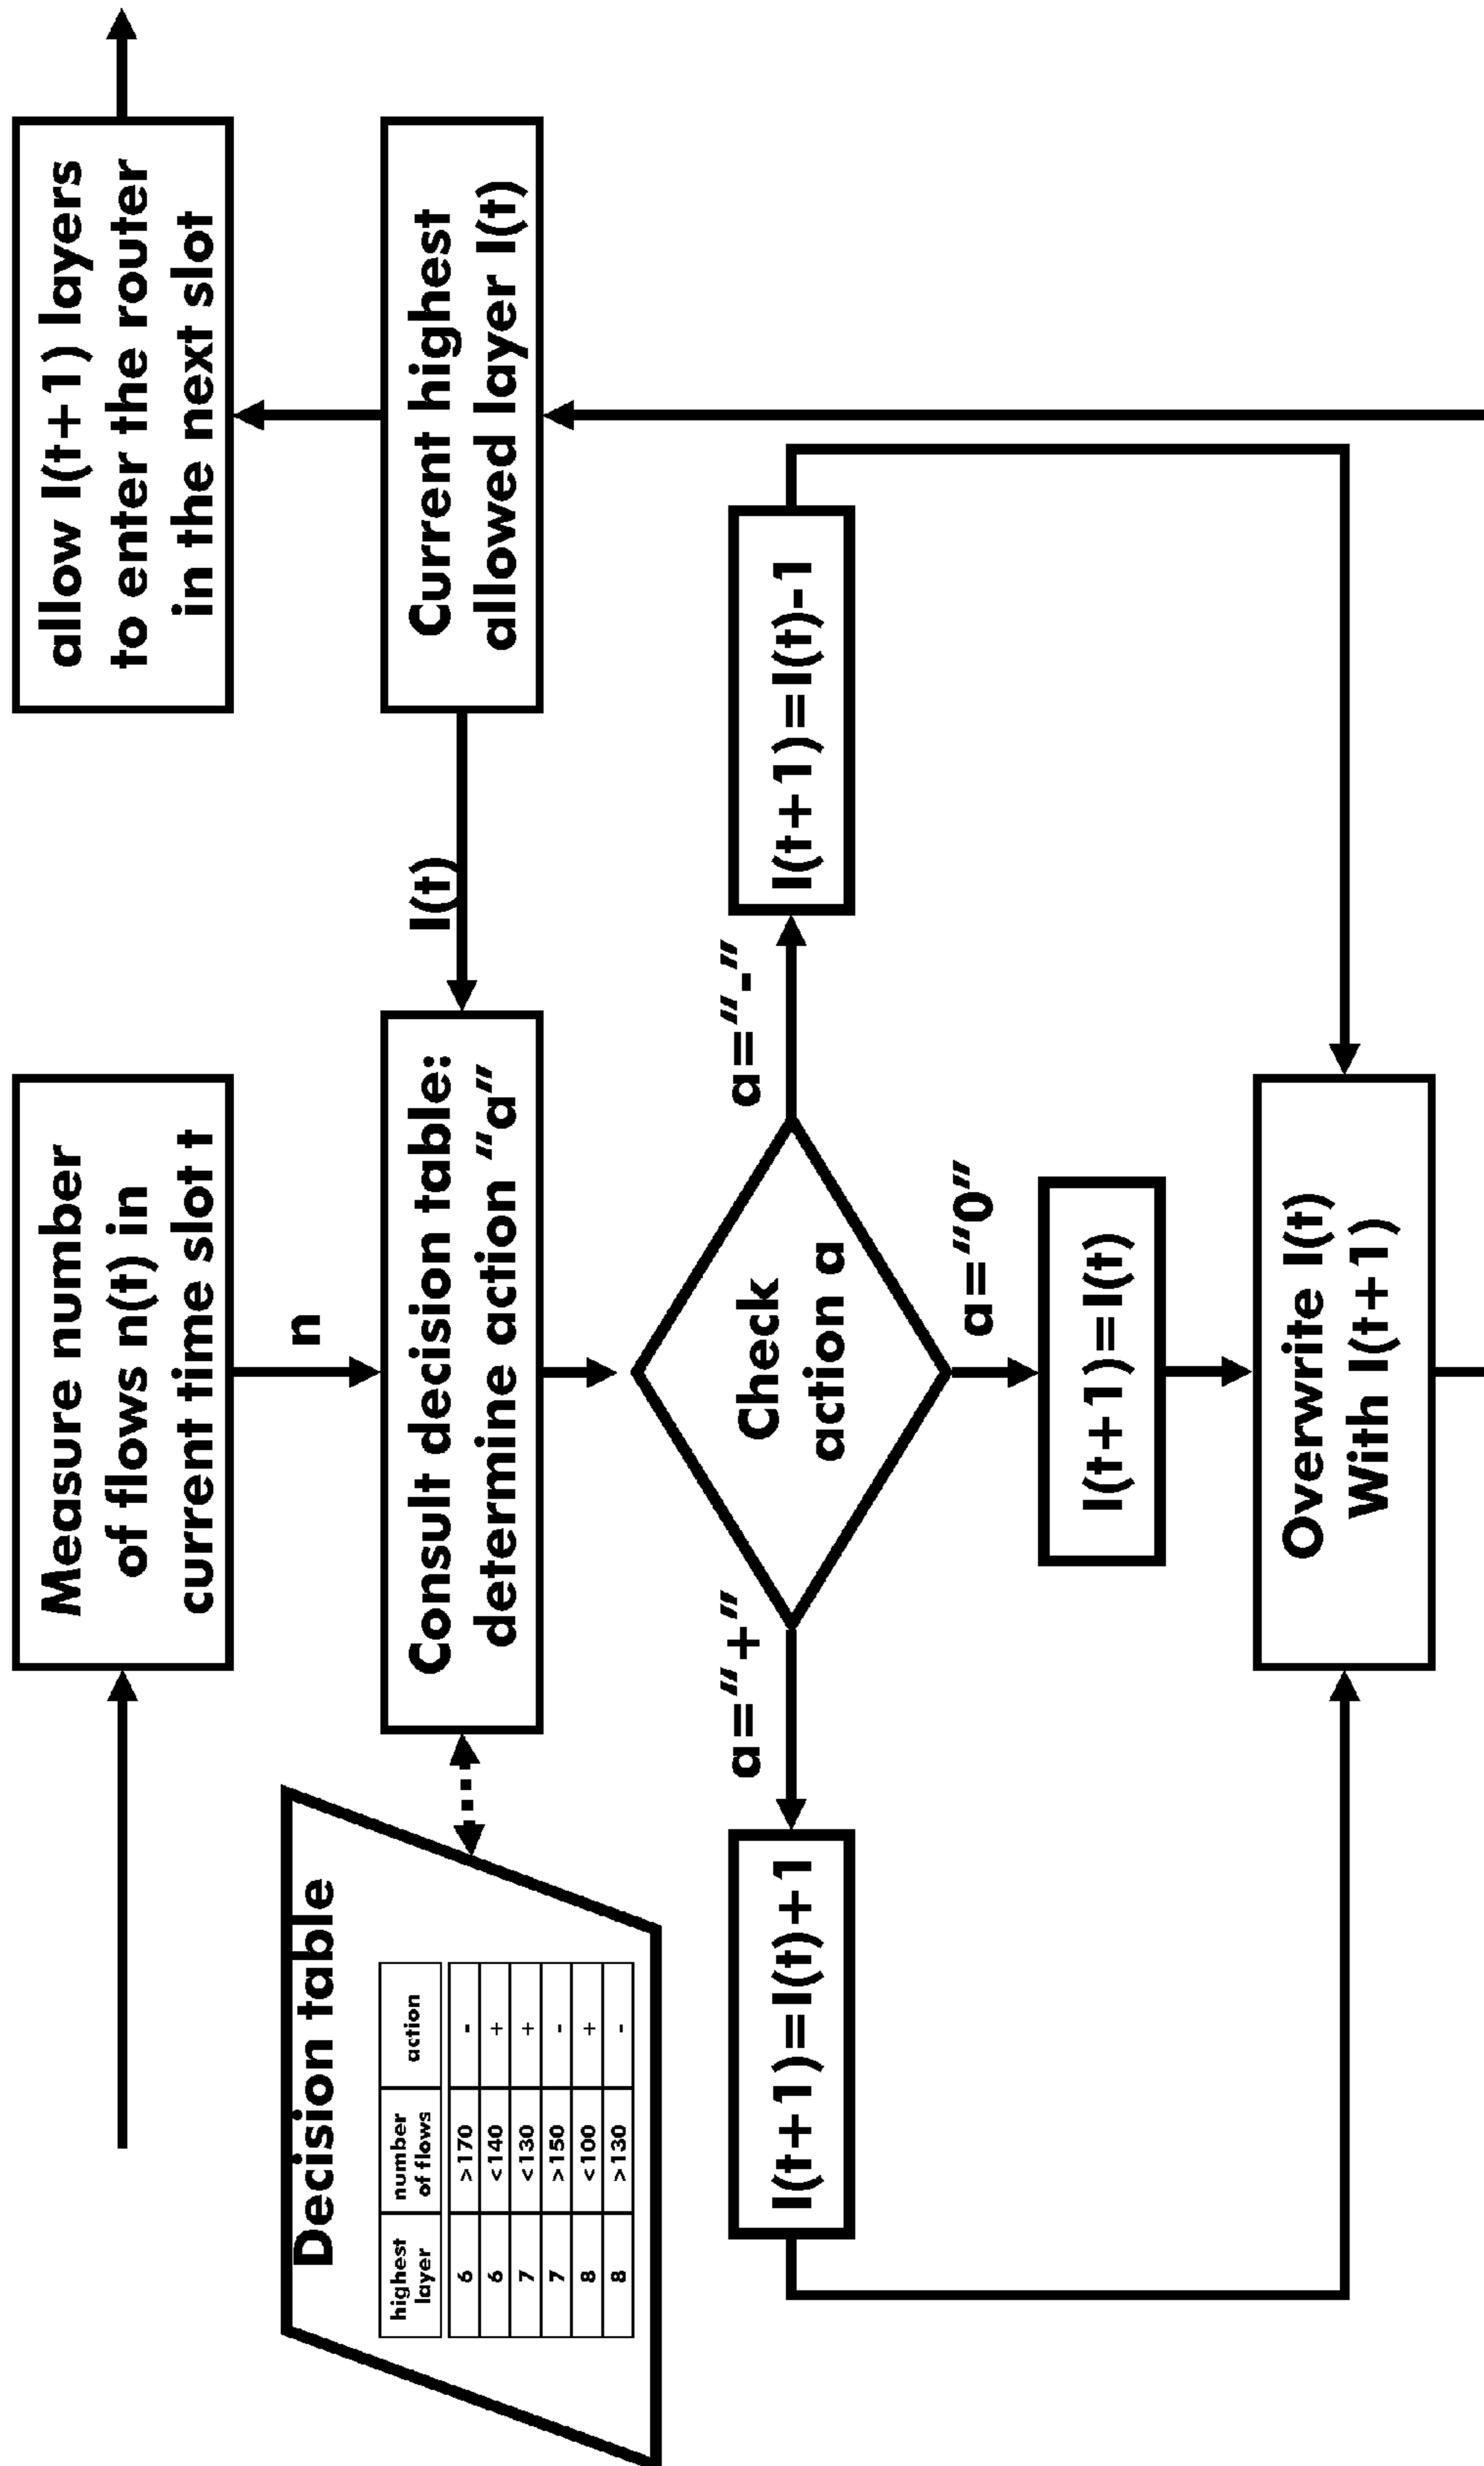 Measure number
of flows n(t) in
current time slot t
allow l(t+1) layers
to enter the router
in the next slot
n
Decision table
highest
layer
number
of flows
action
6 >170 -
6 <140 +
7 <130 +
7 >150 -
8 <100 +
8 >130 -
Consult decision table:
determine action "a"
l(t)
Current highest
allowed layer l(t)
Check
action a
a="+"
a="-"
a="0"
l(t+1)=l(t)+1
l(t+1)=l(t)-1
l(t+1)=l(t)
Overwrite l(t)
With l(t+1)